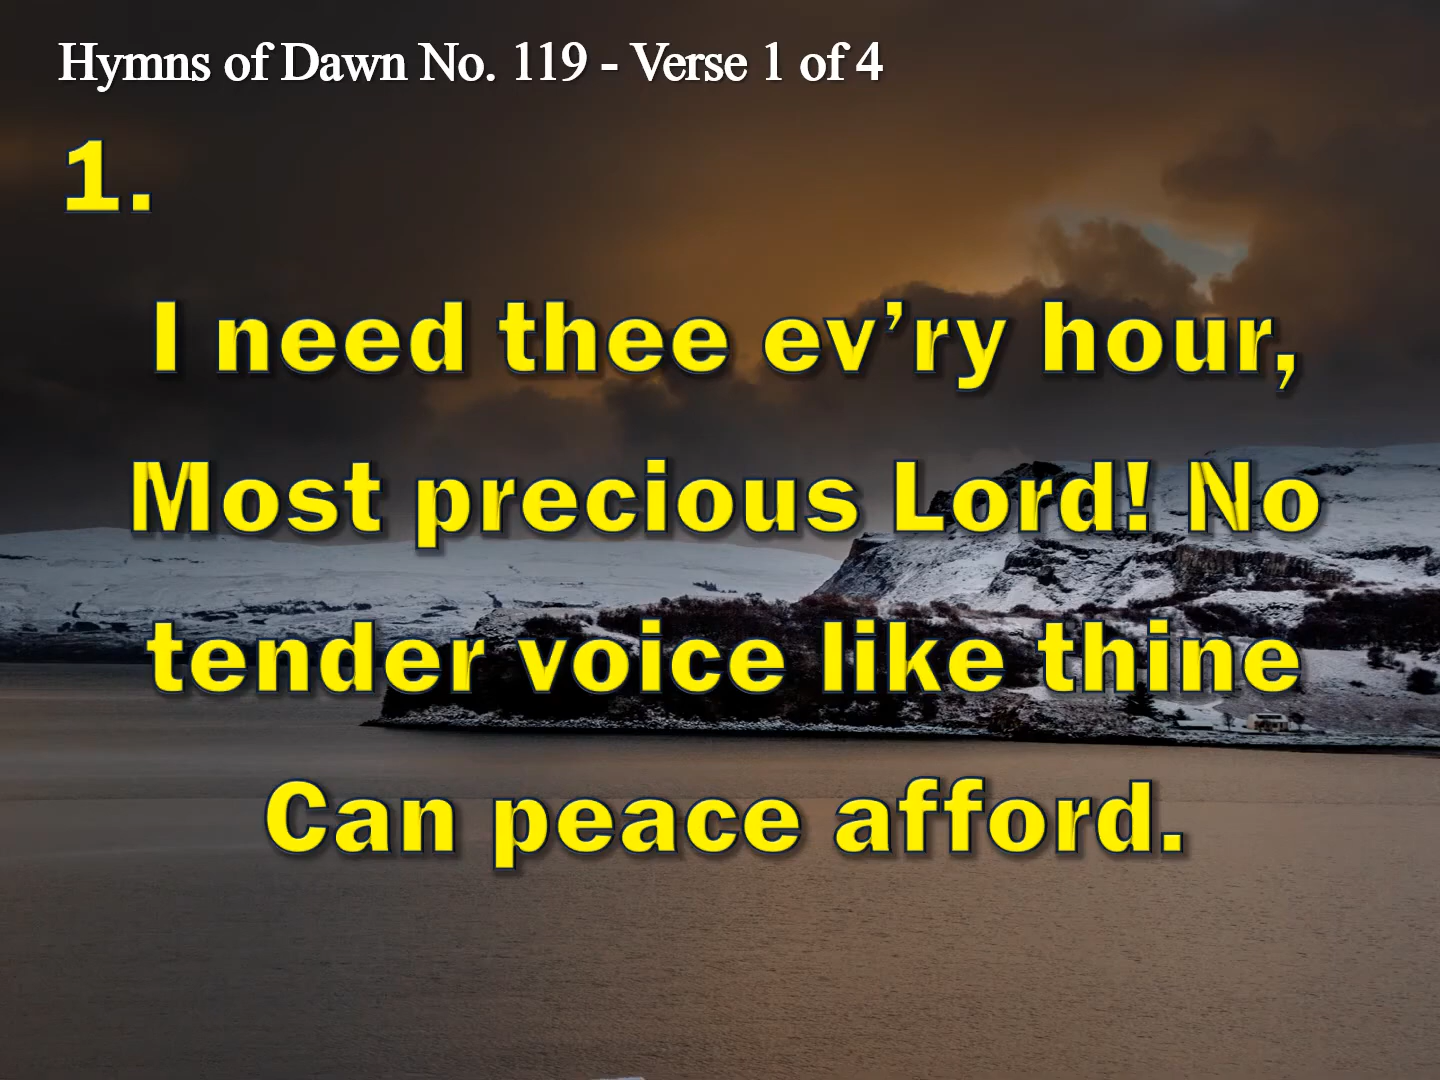 Hymns of Dawn No. 119 - Verse 1 of 4
1.
I need thee ev’ry hour,
Most precious Lord! No
tender voice like thine
Can peace afford.